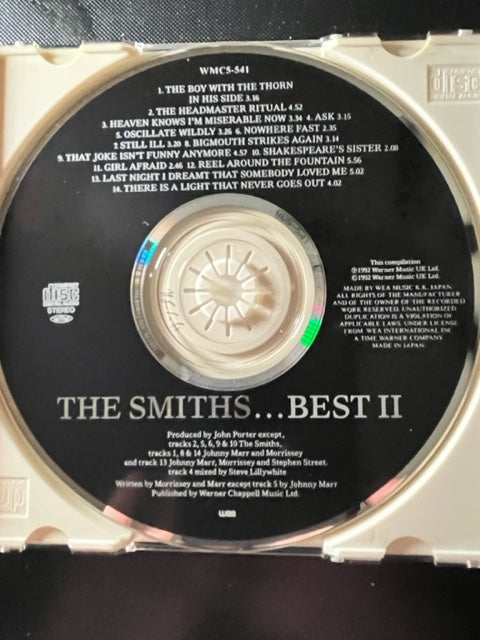 WMC5-541
1. THE BOY WITH THE THORN
IN HIS SIDE 3.16
2. THE HEADMASTER RITUAL 4.52
3. HEAVEN KNOWS I'M MISERABLE NOW 3.34 4. ASK 3.15
5. OSCILLATE WILDLY 3.26 6. NOWHERE FAST 2.35
7. STILL ILL 3.20 8. BIGMOUTH STRIKES AGAIN 3.14
9. THAT JOKE ISN'T FUNNY ANYMORE 4.57 10. SHAKESPEARE'S SISTER 2.08
11. GIRL AFRAID 2.46 12. REEL AROUND THE FOUNTAIN 5.56
13. LAST NIGHT I DREAMT THAT SOMEBODY LOVED ME 5.02
14. THERE IS A LIGHT THAT NEVER GOES OUT 4.02
This compilation
℗1992 Warner Music UK Ltd.
©1992 Warner Music UK Ltd.
MADE BY WEA MUSIC K.K. JAPAN.
ALL RIGHTS OF THE MANUFACTURER
AND OF THE OWNER OF THE RECORDED
WORK RESERVED. UNAUTHORIZED
DUPLICATION IS A VIOLATION OF
APPLICABLE LAWS. UNDER LICENSE
FROM WEA INTERNATIONAL INC
A TIME WARNER COMPANY
MADE IN JAPAN.
disc
STEREO
THE SMITHS...BEST II
Produced by John Porter except,
tracks 2, 5, 6, 9 & 10 The Smiths,
tracks 1, 8 & 14 Johnny Marr and Morrissey
and track 13 Johnny Marr, Morrissey and Stephen Street.
track 4 mixed by Steve Lillywhite
Written by Morrissey and Marr except track 5 by Johnny Marr
Published by Warner Chappell Music Ltd.
wea
disc